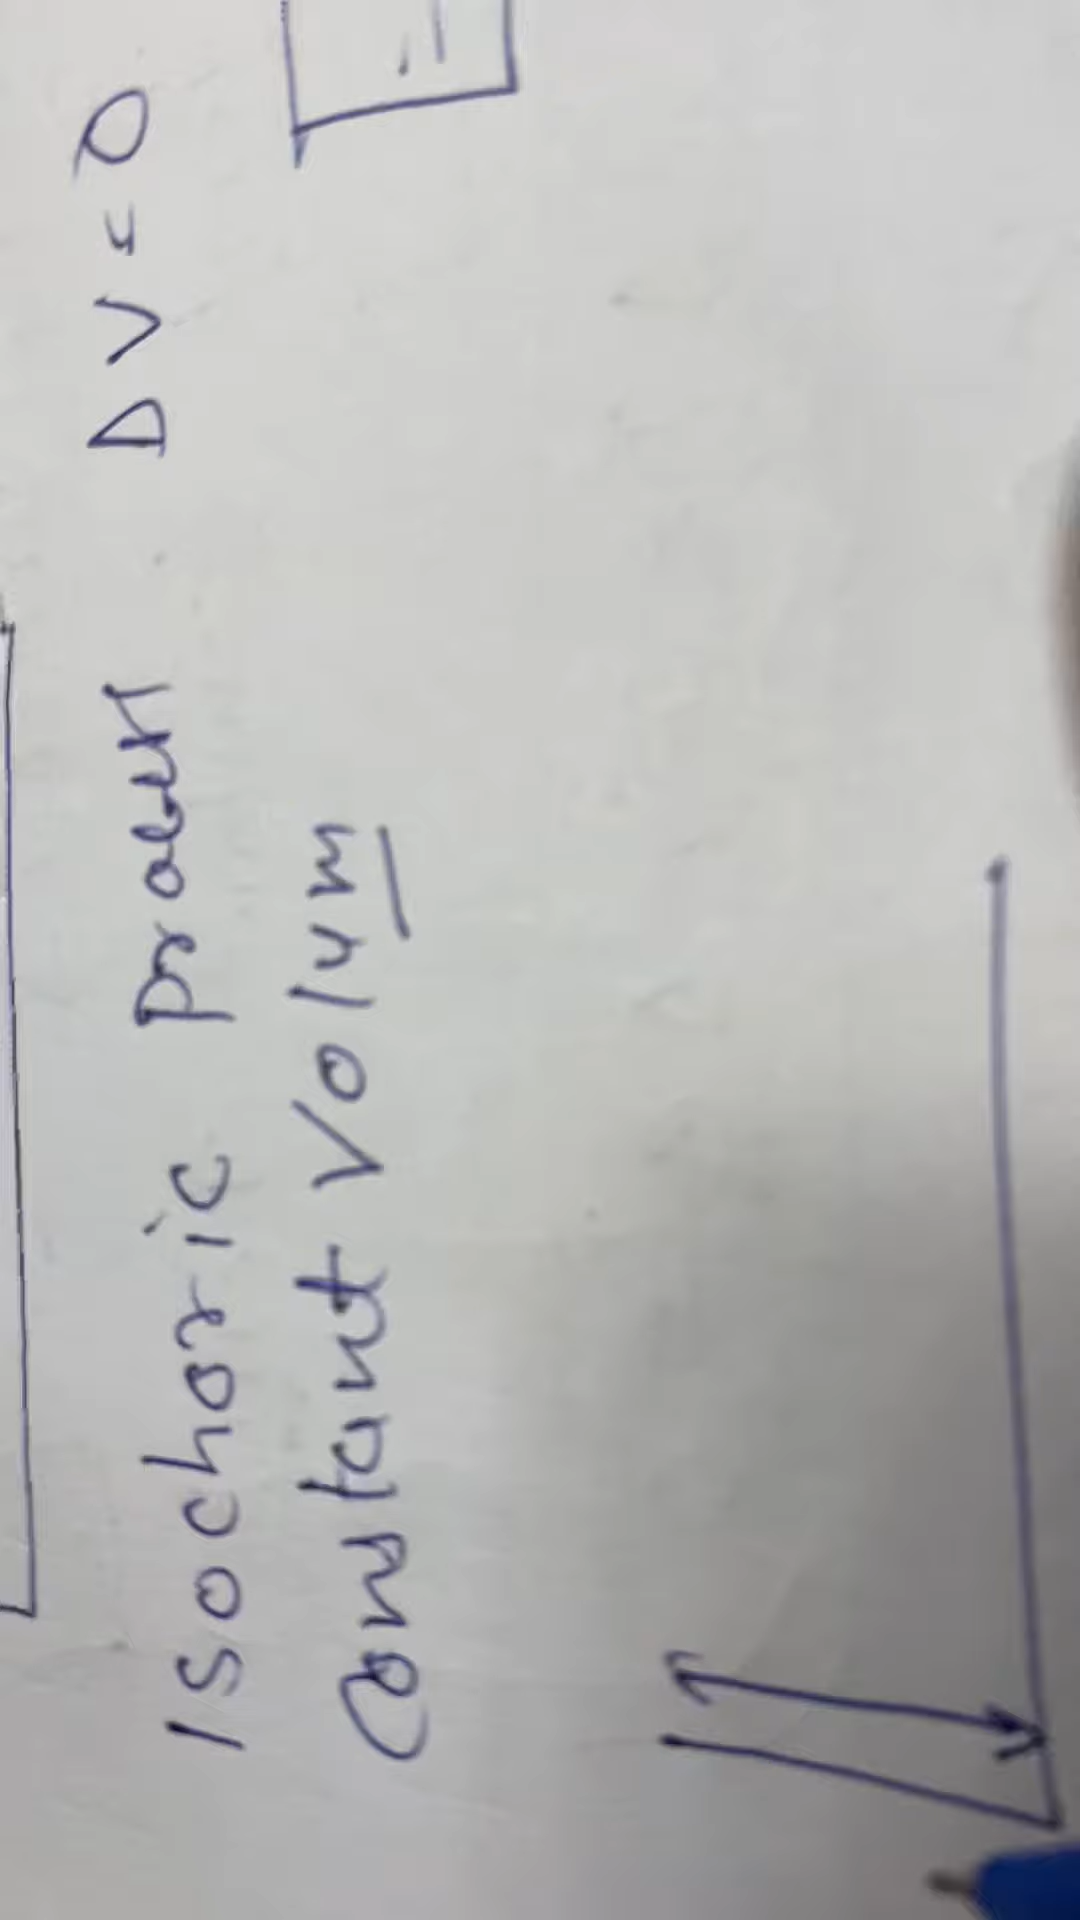 Isochoric process ΔV = 0
Constant Volum